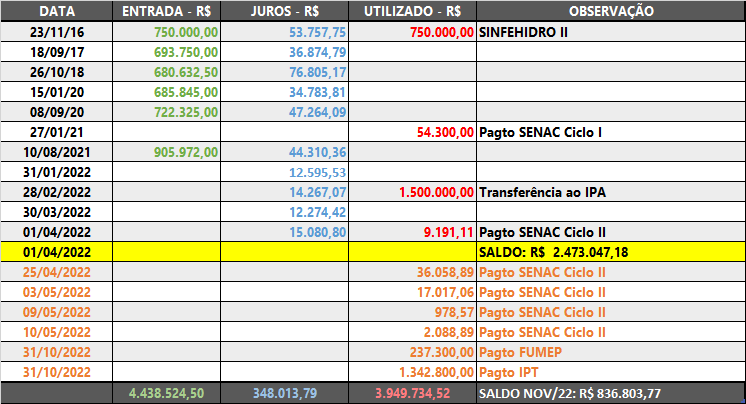 DATA ENTRADA - R$ JUROS - R$ UTILIZADO - R$ OBSERVAÇÃO
23/11/16 750.000,00 53.757,75 750.000,00 SINFEHIDRO II
18/09/17 693.750,00 36.874,79
26/10/18 680.632,50 76.805,17
15/01/20 685.845,00 34.783,81
08/09/20 722.325,00 47.264,09
27/01/21 54.300,00 Pagto SENAC Ciclo I
10/08/2021 905.972,00 44.310,36
31/01/2022 12.595,53
28/02/2022 14.267,07 1.500.000,00 Transferência ao IPA
30/03/2022 12.274,42
01/04/2022 15.080,80 9.191,11 Pagto SENAC Ciclo II
01/04/2022 SALDO: R$ 2.473.047,18
25/04/2022 36.058,89 Pagto SENAC Ciclo II
03/05/2022 17.017,06 Pagto SENAC Ciclo II
09/05/2022 978,57 Pagto SENAC Ciclo II
10/05/2022 2.088,89 Pagto SENAC Ciclo II
31/10/2022 237.300,00 Pagto FUMEP
31/10/2022 1.342.800,00 Pagto IPT
4.438.524,50 348.013,79 3.949.734,52 SALDO NOV/22: R$ 836.803,77